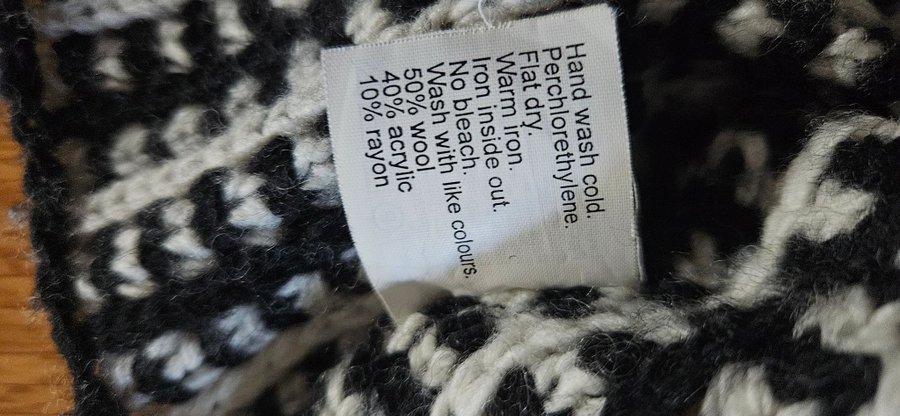 Hand wash cold.
Perchlorethylene.
Flat dry.
Warm iron.
Iron inside out.
No bleach.
Wash with like colours.
50% wool
40% acrylic
10% rayon